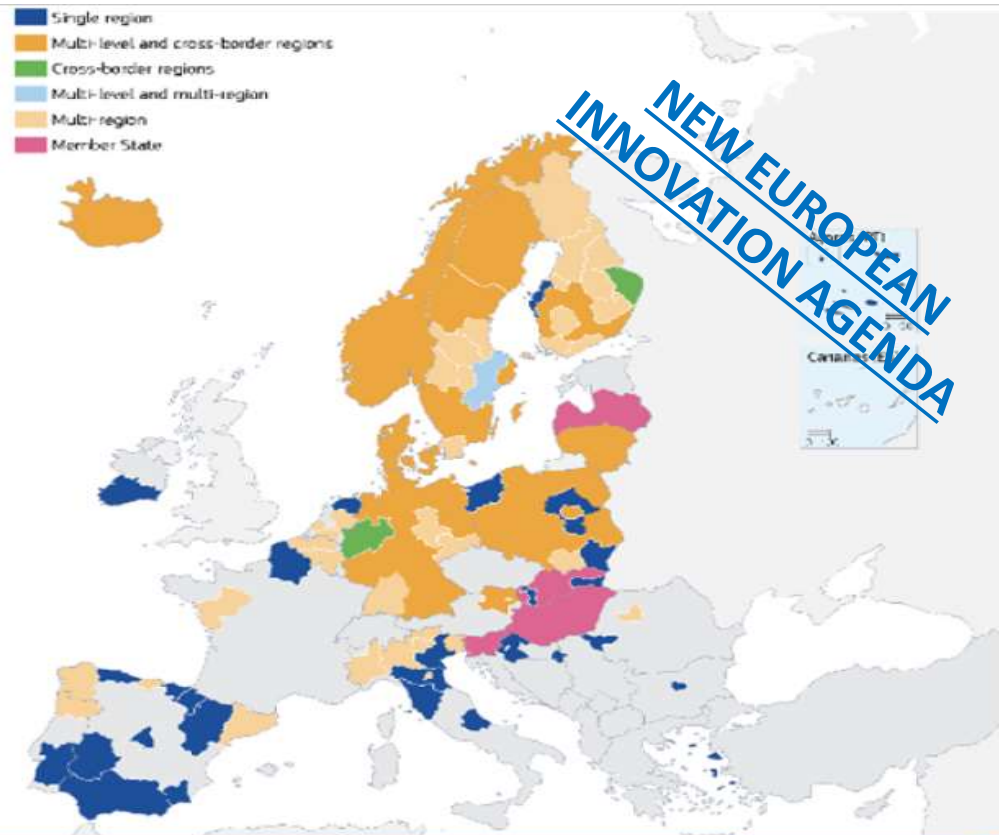 Single region
Multi-level and cross-border regions
Cross-border regions
Multi-level and multi-region
Multi-region
Member State
NEW EUROPEAN
INNOVATION AGENDA